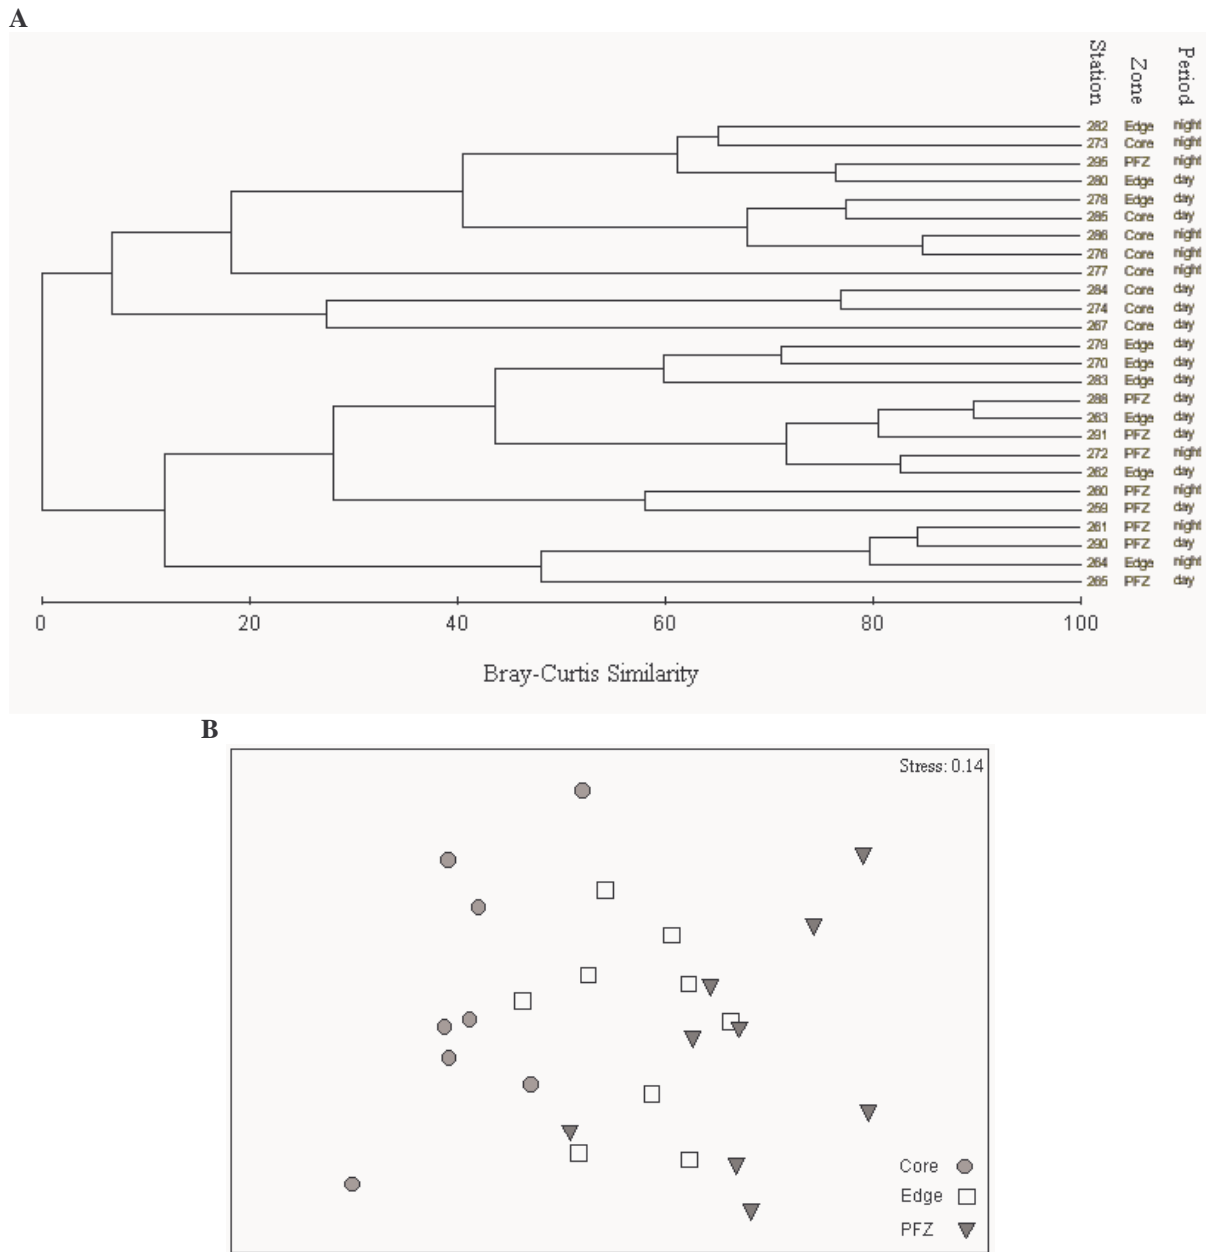 A
Station Zone Period
282 Edge night
273 Core night
295 PFZ night
280 Edge day
278 Edge day
285 Core day
286 Core night
276 Core night
277 Core night
284 Core day
274 Core day
267 Core day
279 Edge day
270 Edge day
283 Edge day
288 PFZ day
263 Edge day
291 PFZ day
272 PFZ night
262 Edge day
260 PFZ night
259 PFZ day
261 PFZ night
290 PFZ day
264 Edge night
265 PFZ day
0 20 40 60 80 100
Bray-Curtis Similarity
B
Stress: 0.14
Core
Edge
PFZ